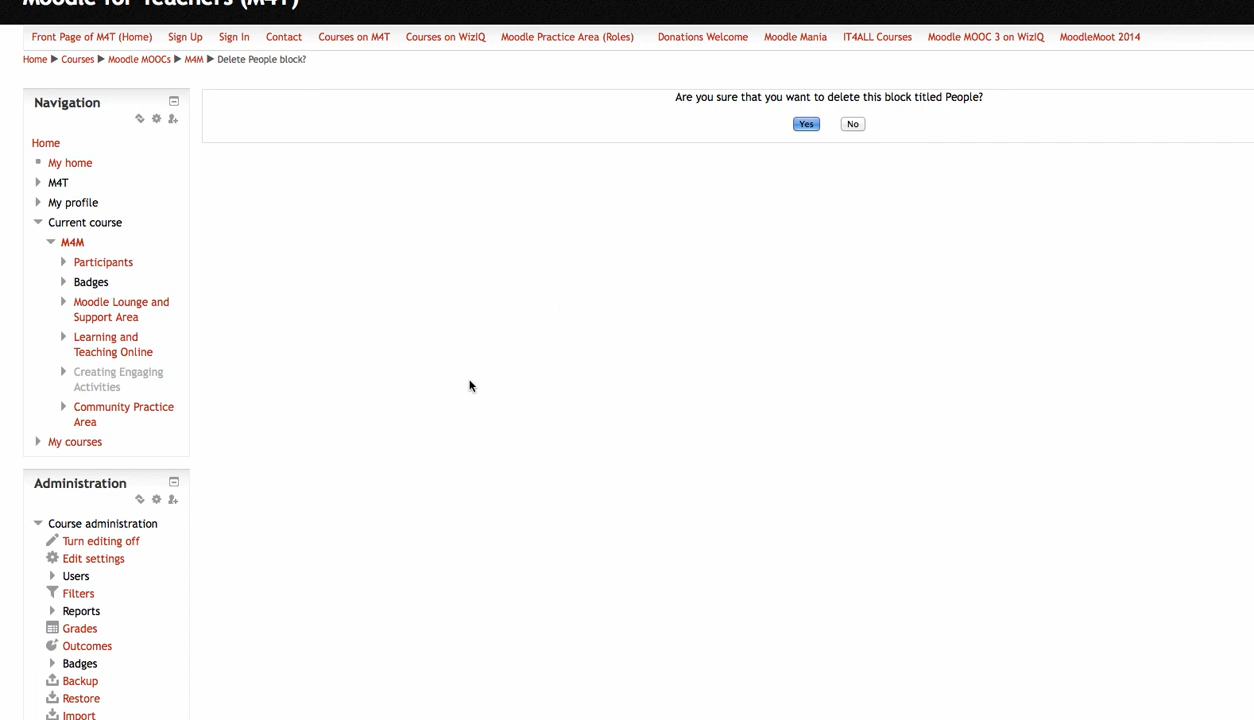 Moodle for Teachers (M4T)
Front Page of M4T (Home) Sign Up Sign In Contact Courses on M4T Courses on WizIQ Moodle Practice Area (Roles) Donations Welcome Moodle Mania IT4ALL Courses Moodle MOOC 3 on WizIQ MoodleMoot 2014
Home ▶ Courses ▶ Moodle MOOCs ▶ M4M ▶ Delete People block?
Navigation
Home
My home
M4T
My profile
Current course
M4M
Participants
Badges
Moodle Lounge and
Support Area
Learning and
Teaching Online
Creating Engaging
Activities
Community Practice
Area
My courses
Administration
Course administration
Turn editing off
Edit settings
Users
Filters
Reports
Grades
Outcomes
Badges
Backup
Restore
Import
Are you sure that you want to delete this block titled People?
Yes No